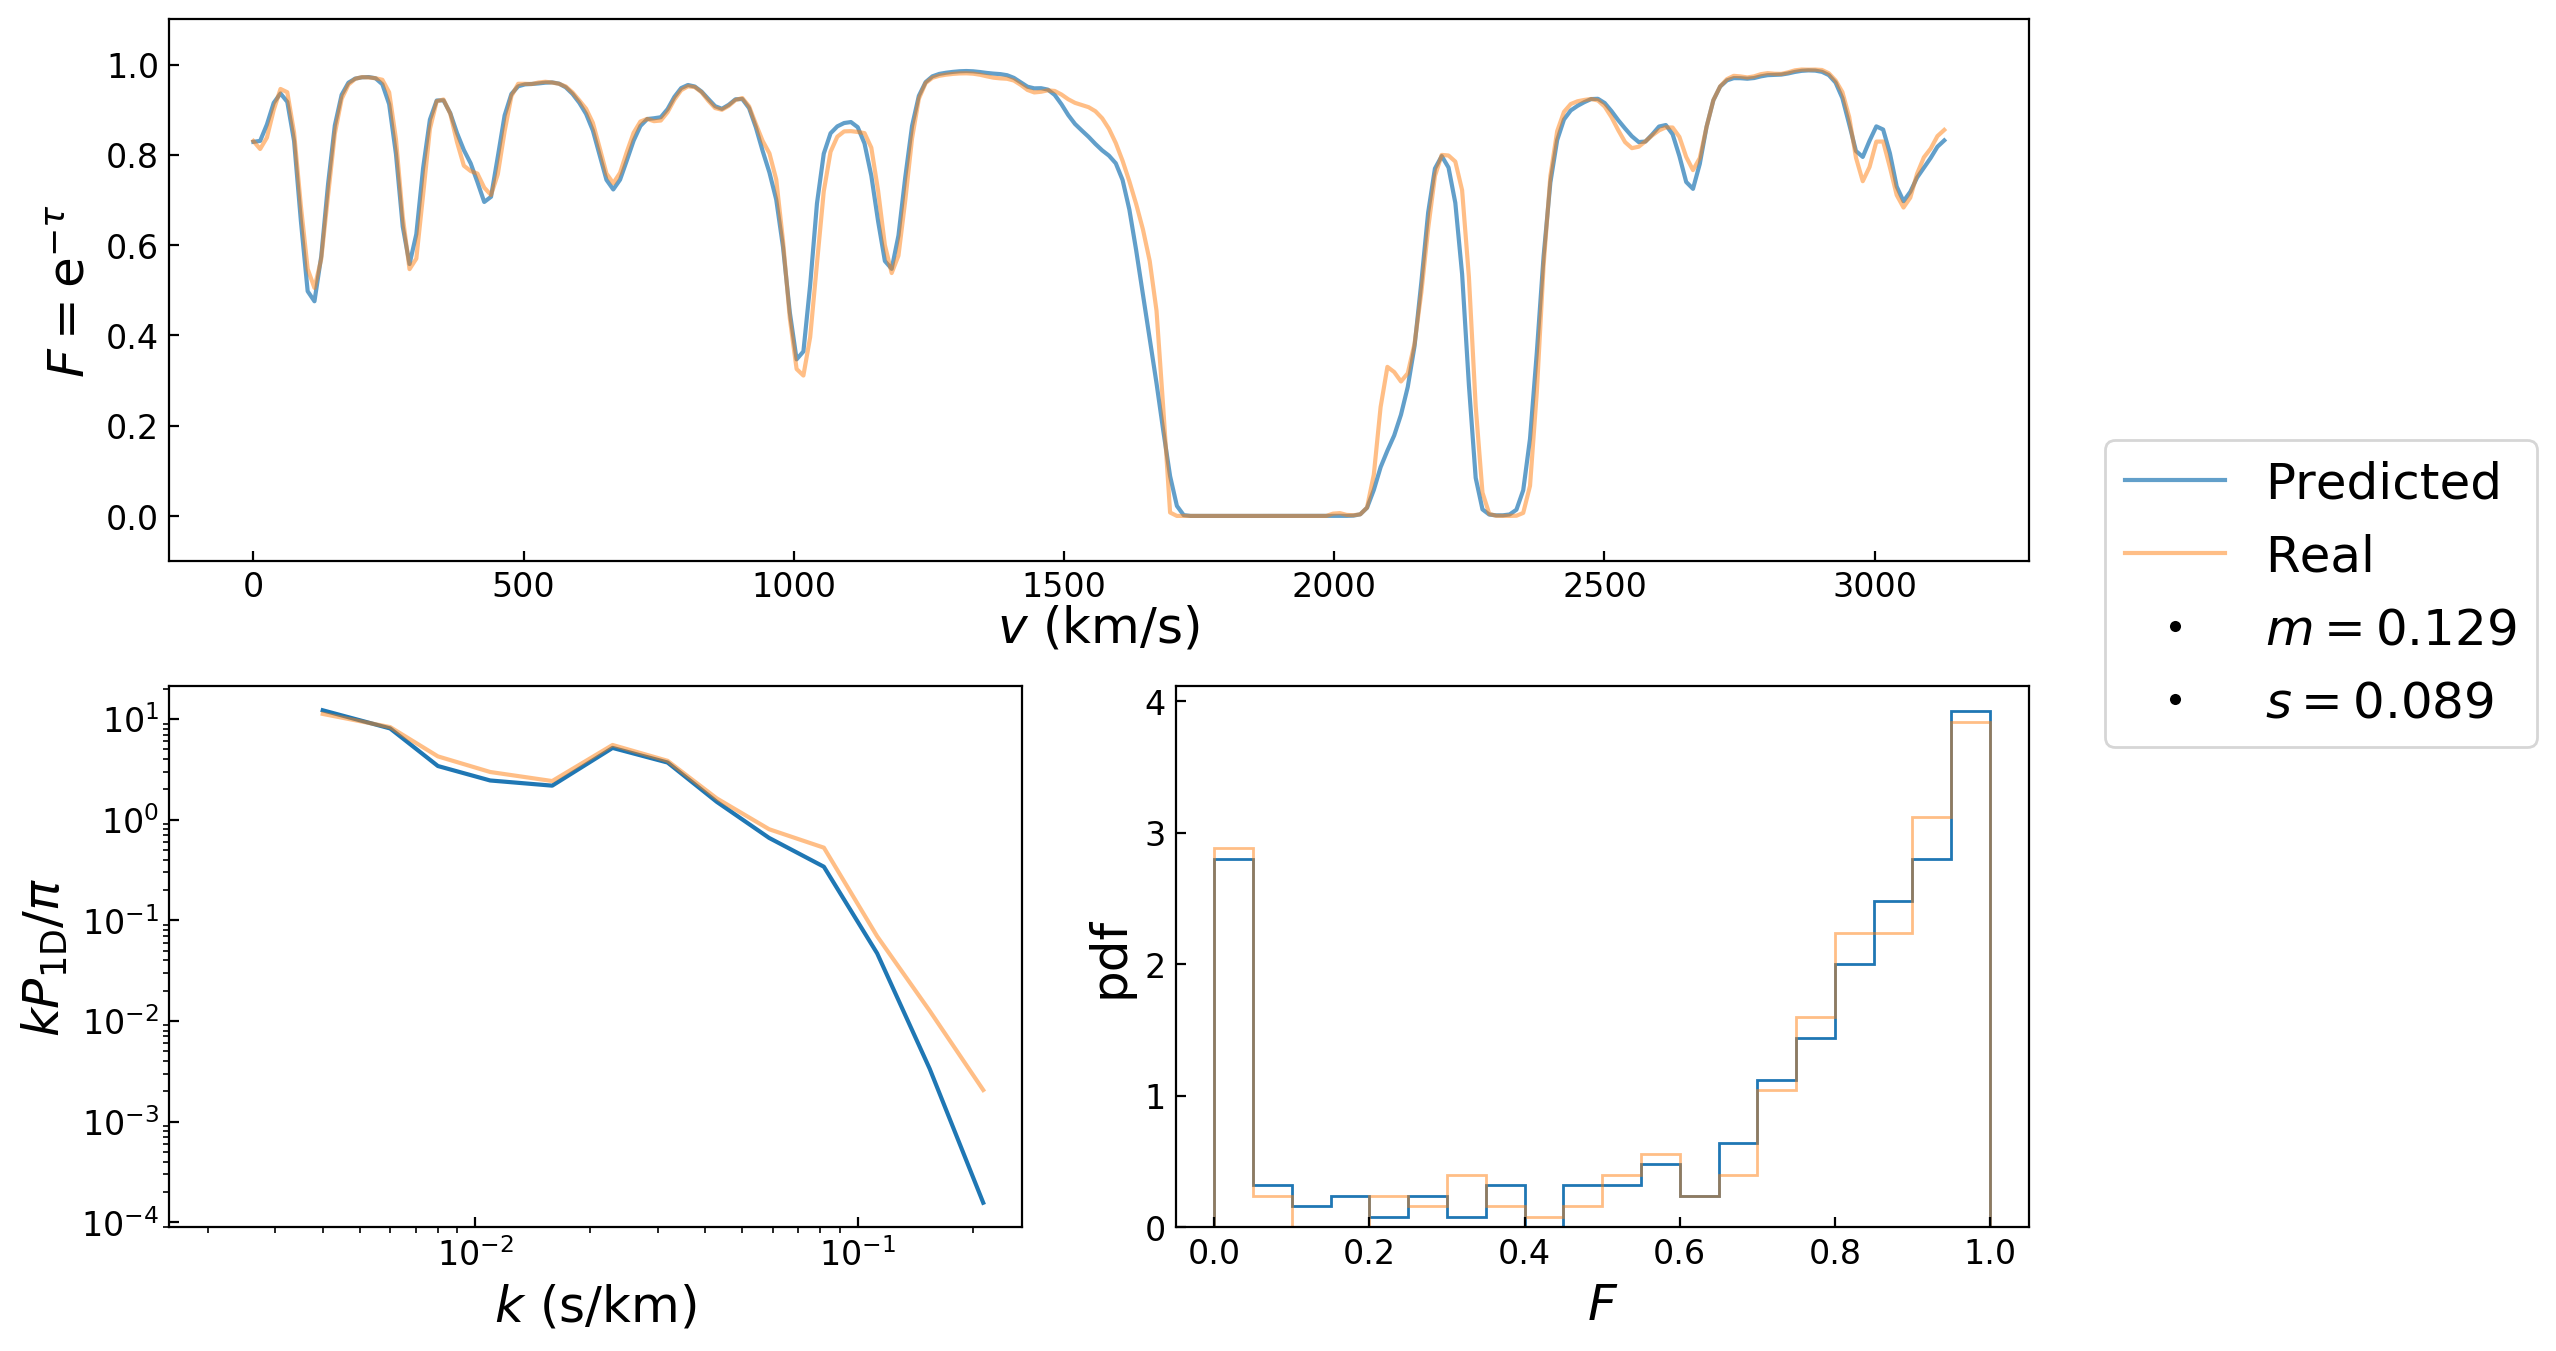 F = e^{−τ}
1.0
0.8
0.6
0.4
0.2
0.0
0 500 1000 1500 2000 2500 3000
v (km/s)
Predicted
Real
m = 0.129
s = 0.089
kP_{1D}/π
10^1
10^0
10^{−1}
10^{−2}
10^{−3}
10^{−4}
10^{−2} 10^{−1}
k (s/km)
pdf
4
3
2
1
0
0.0 0.2 0.4 0.6 0.8 1.0
F